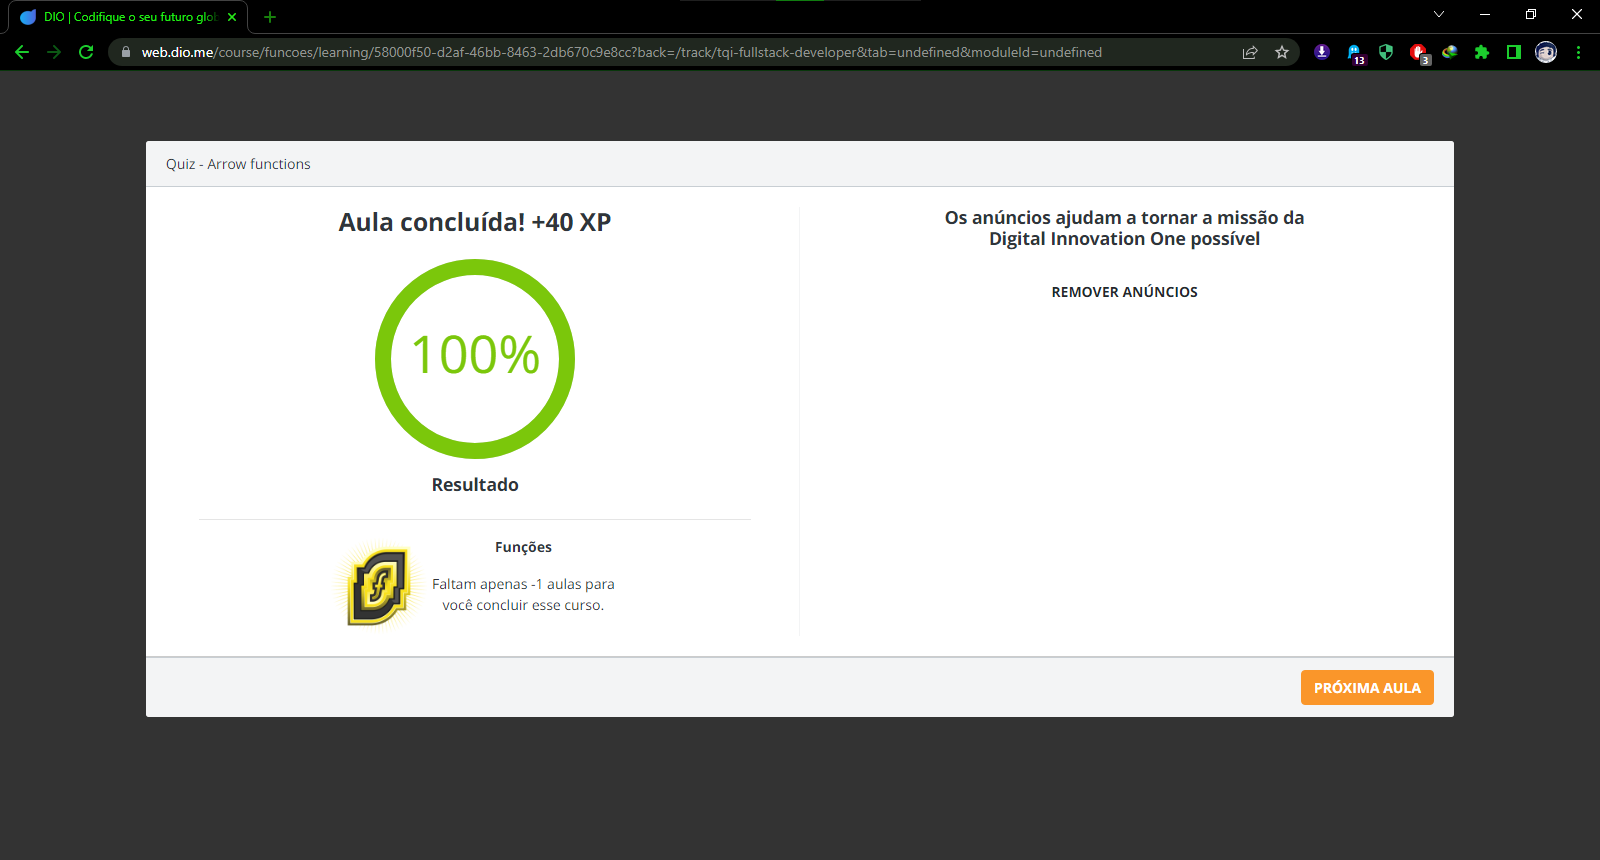 DIO | Codifique o seu futuro glob
web.dio.me/course/funcoes/learning/58000f50-d2af-46bb-8463-2db670c9e8cc?back=/track/tqi-fullstack-developer&tab=undefined&moduleId=undefined
13
3
Quiz - Arrow functions
Aula concluída! +40 XP
100%
Resultado
Funções
Faltam apenas -1 aulas para
você concluir esse curso.
Os anúncios ajudam a tornar a missão da
Digital Innovation One possível
REMOVER ANÚNCIOS
PRÓXIMA AULA